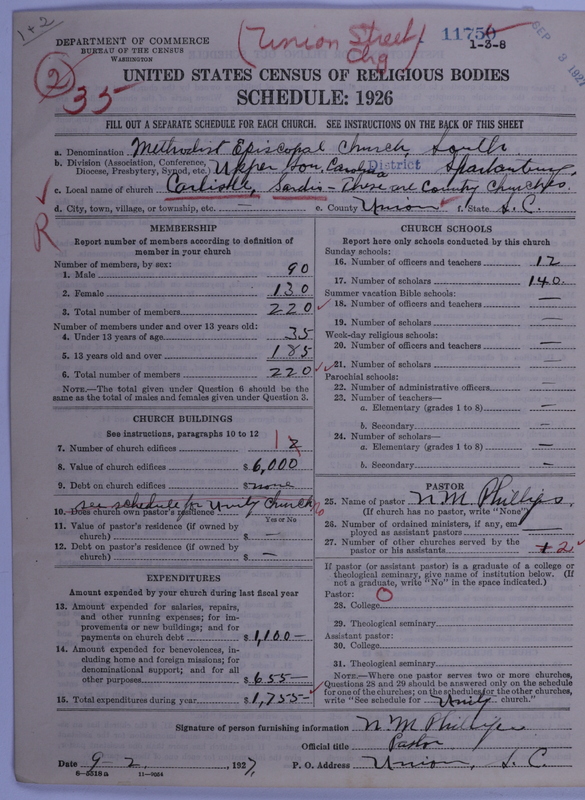 1+2
DEPARTMENT OF COMMERCE
BUREAU OF THE CENSUS
WASHINGTON
(Union Street Chg)
11750
1-3-8
SEP 3 1927
2
35
UNITED STATES CENSUS OF RELIGIOUS BODIES
SCHEDULE: 1926
FILL OUT A SEPARATE SCHEDULE FOR EACH CHURCH. SEE INSTRUCTIONS ON THE BACK OF THIS SHEET
a. Denomination Methodist Episcopal Church, South
b. Division (Association, Conference, Diocese, Presbytery, Synod, etc.) Upper Sou. Carolina District Spartanburg
c. Local name of church Carlisle, Sardis - These are Country Churches.
d. City, town, village, or township, etc. — e. County Union f. State S. C.
R
MEMBERSHIP
Report number of members according to definition of member in your church
Number of members, by sex:
1. Male 90
2. Female 130
3. Total number of members 220
Number of members under and over 13 years old:
4. Under 13 years of age 35
5. 13 years old and over 185
6. Total number of members 220
NOTE.—The total given under Question 6 should be the same as the total of males and females given under Question 3.
CHURCH BUILDINGS
See instructions, paragraphs 10 to 12
7. Number of church edifices 1 2
8. Value of church edifices $ 6,000
9. Debt on church edifices $ none
see schedule for Unity Church
10. Does church own pastor's residence no
Yes or No
11. Value of pastor's residence (if owned by church) $ —
12. Debt on pastor's residence (if owned by church) $ —
EXPENDITURES
Amount expended by your church during last fiscal year
13. Amount expended for salaries, repairs, and other running expenses; for improvements or new buildings; and for payments on church debt $ 1,100—
14. Amount expended for benevolences, including home and foreign missions; for denominational support; and for all other purposes $ 655—
15. Total expenditures during year $ 1,755—
CHURCH SCHOOLS
Report here only schools conducted by this church
Sunday schools:
16. Number of officers and teachers 12
17. Number of scholars 140
Summer vacation Bible schools:
18. Number of officers and teachers —
19. Number of scholars —
Week-day religious schools:
20. Number of officers and teachers —
21. Number of scholars —
Parochial schools:
22. Number of administrative officers —
23. Number of teachers—
a. Elementary (grades 1 to 8) —
b. Secondary —
24. Number of scholars—
a. Elementary (grades 1 to 8) —
b. Secondary —
PASTOR
25. Name of pastor N. M. Phillips
(If church has no pastor, write "None")
26. Number of ordained ministers, if any, employed as assistant pastors
27. Number of other churches served by the pastor or his assistants 2
If pastor (or assistant pastor) is a graduate of a college or theological seminary, give name of institution below. (If not a graduate, write "No" in the space indicated.)
Pastor: O
28. College
29. Theological seminary
Assistant pastor:
30. College
31. Theological seminary
NOTE.—Where one pastor serves two or more churches, Questions 28 and 29 should be answered only on the schedule for one of the churches; on the schedules for the other churches, write "See schedule for Unity church."
Signature of person furnishing information N. M. Phillips
Official title Pastor
Date 9-2, 1927, P. O. Address Union, S. C.
6—5318a 11—9054